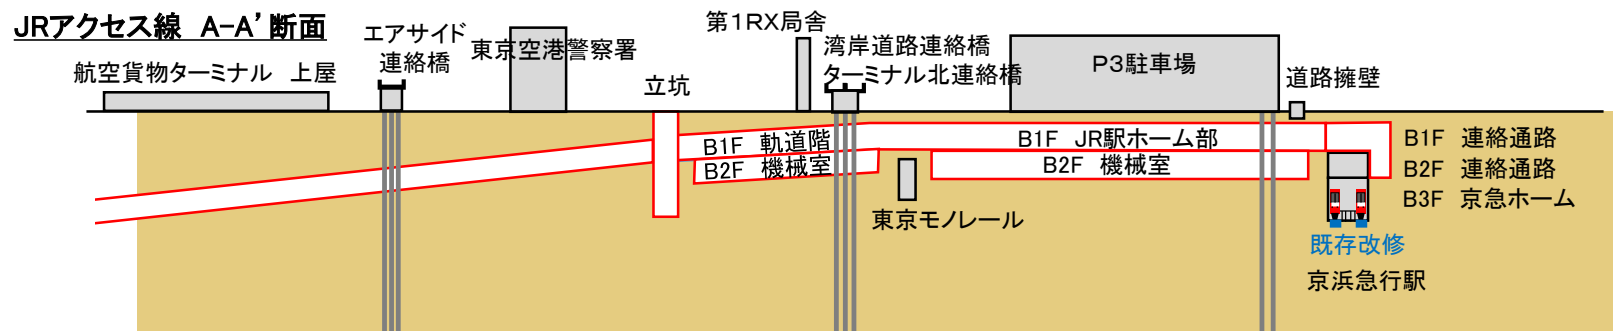 JRアクセス線 A-A’断面
航空貨物ターミナル 上屋
エアサイド
連絡橋
東京空港警察署
立坑
第1RX局舎
湾岸道路連絡橋
ターミナル北連絡橋
P3駐車場
道路擁壁
B1F 軌道階
B2F 機械室
B1F JR駅ホーム部
B2F 機械室
東京モノレール
B1F 連絡通路
B2F 連絡通路
B3F 京急ホーム
既存改修
京浜急行駅